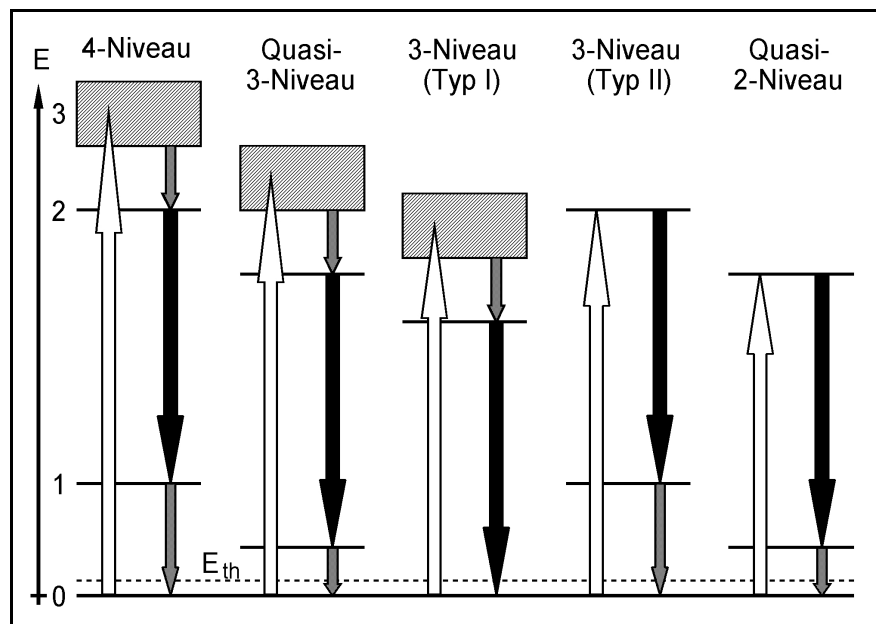 4-Niveau
Quasi-
3-Niveau
3-Niveau
(Typ I)
3-Niveau
(Typ II)
Quasi-
2-Niveau
E
3
2
1
E_th
0